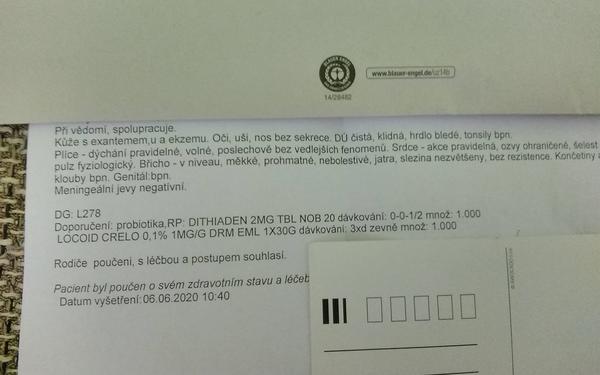 BLAUER ENGEL
www.blauer-engel.de/uz14b
14/28482
Při vědomí, spolupracuje.
Kůže s exantemem,u a ekzemu. Oči, uši, nos bez sekrece. DÚ čistá, klidná, hrdlo bledé, tonsily bpn.
Plíce - dýchání pravidelné, volné, poslechově bez vedlejších fenomenů. Srdce - akce pravidelná, ozvy ohraničené, šelest
pulz fyziologický. Břicho - v niveau, měkké, prohmatné, nebolestivé, jatra, slezina nezvětšeny, bez resistence. Končetiny a
klouby bpn. Genitál:bpn.
Meningeální jevy negativní.
DG: L278
Doporučení: probiotika,RP: DITHIADEN 2MG TBL NOB 20 dávkování: 0-0-1/2 množ: 1.000
LOCOID CRELO 0,1% 1MG/G DRM EML 1X30G dávkování: 3xd zevně množ: 1.000
Rodiče poučeni, s léčbou a postupem souhlasí.
Pacient byl poučen o svém zdravotním stavu a léčeb
Datum vyšetření:06.06.2020 10:40